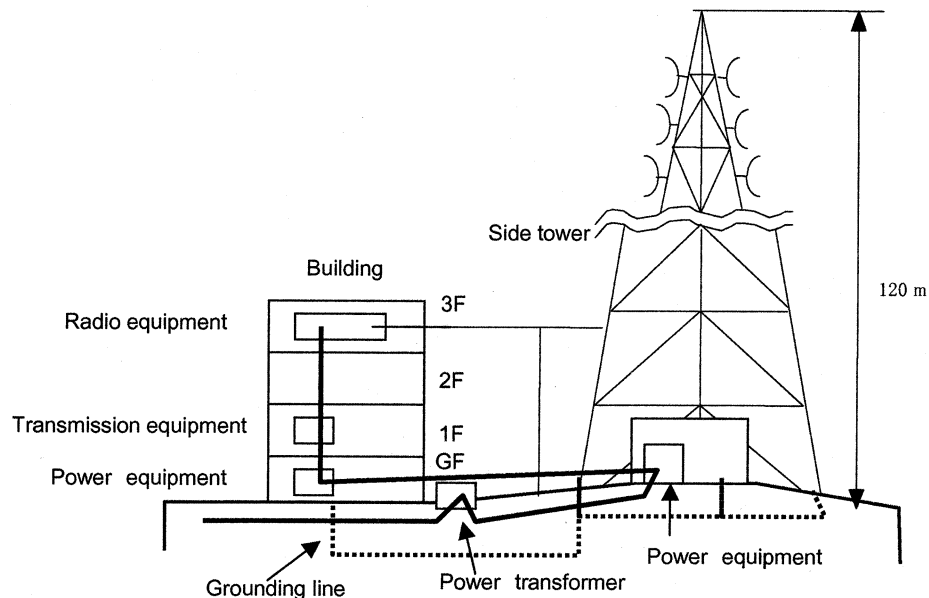 Side tower
120 m
Building
3F
Radio equipment
2F
Transmission equipment
1F
GF
Power equipment
Power equipment
Grounding line
Power transformer